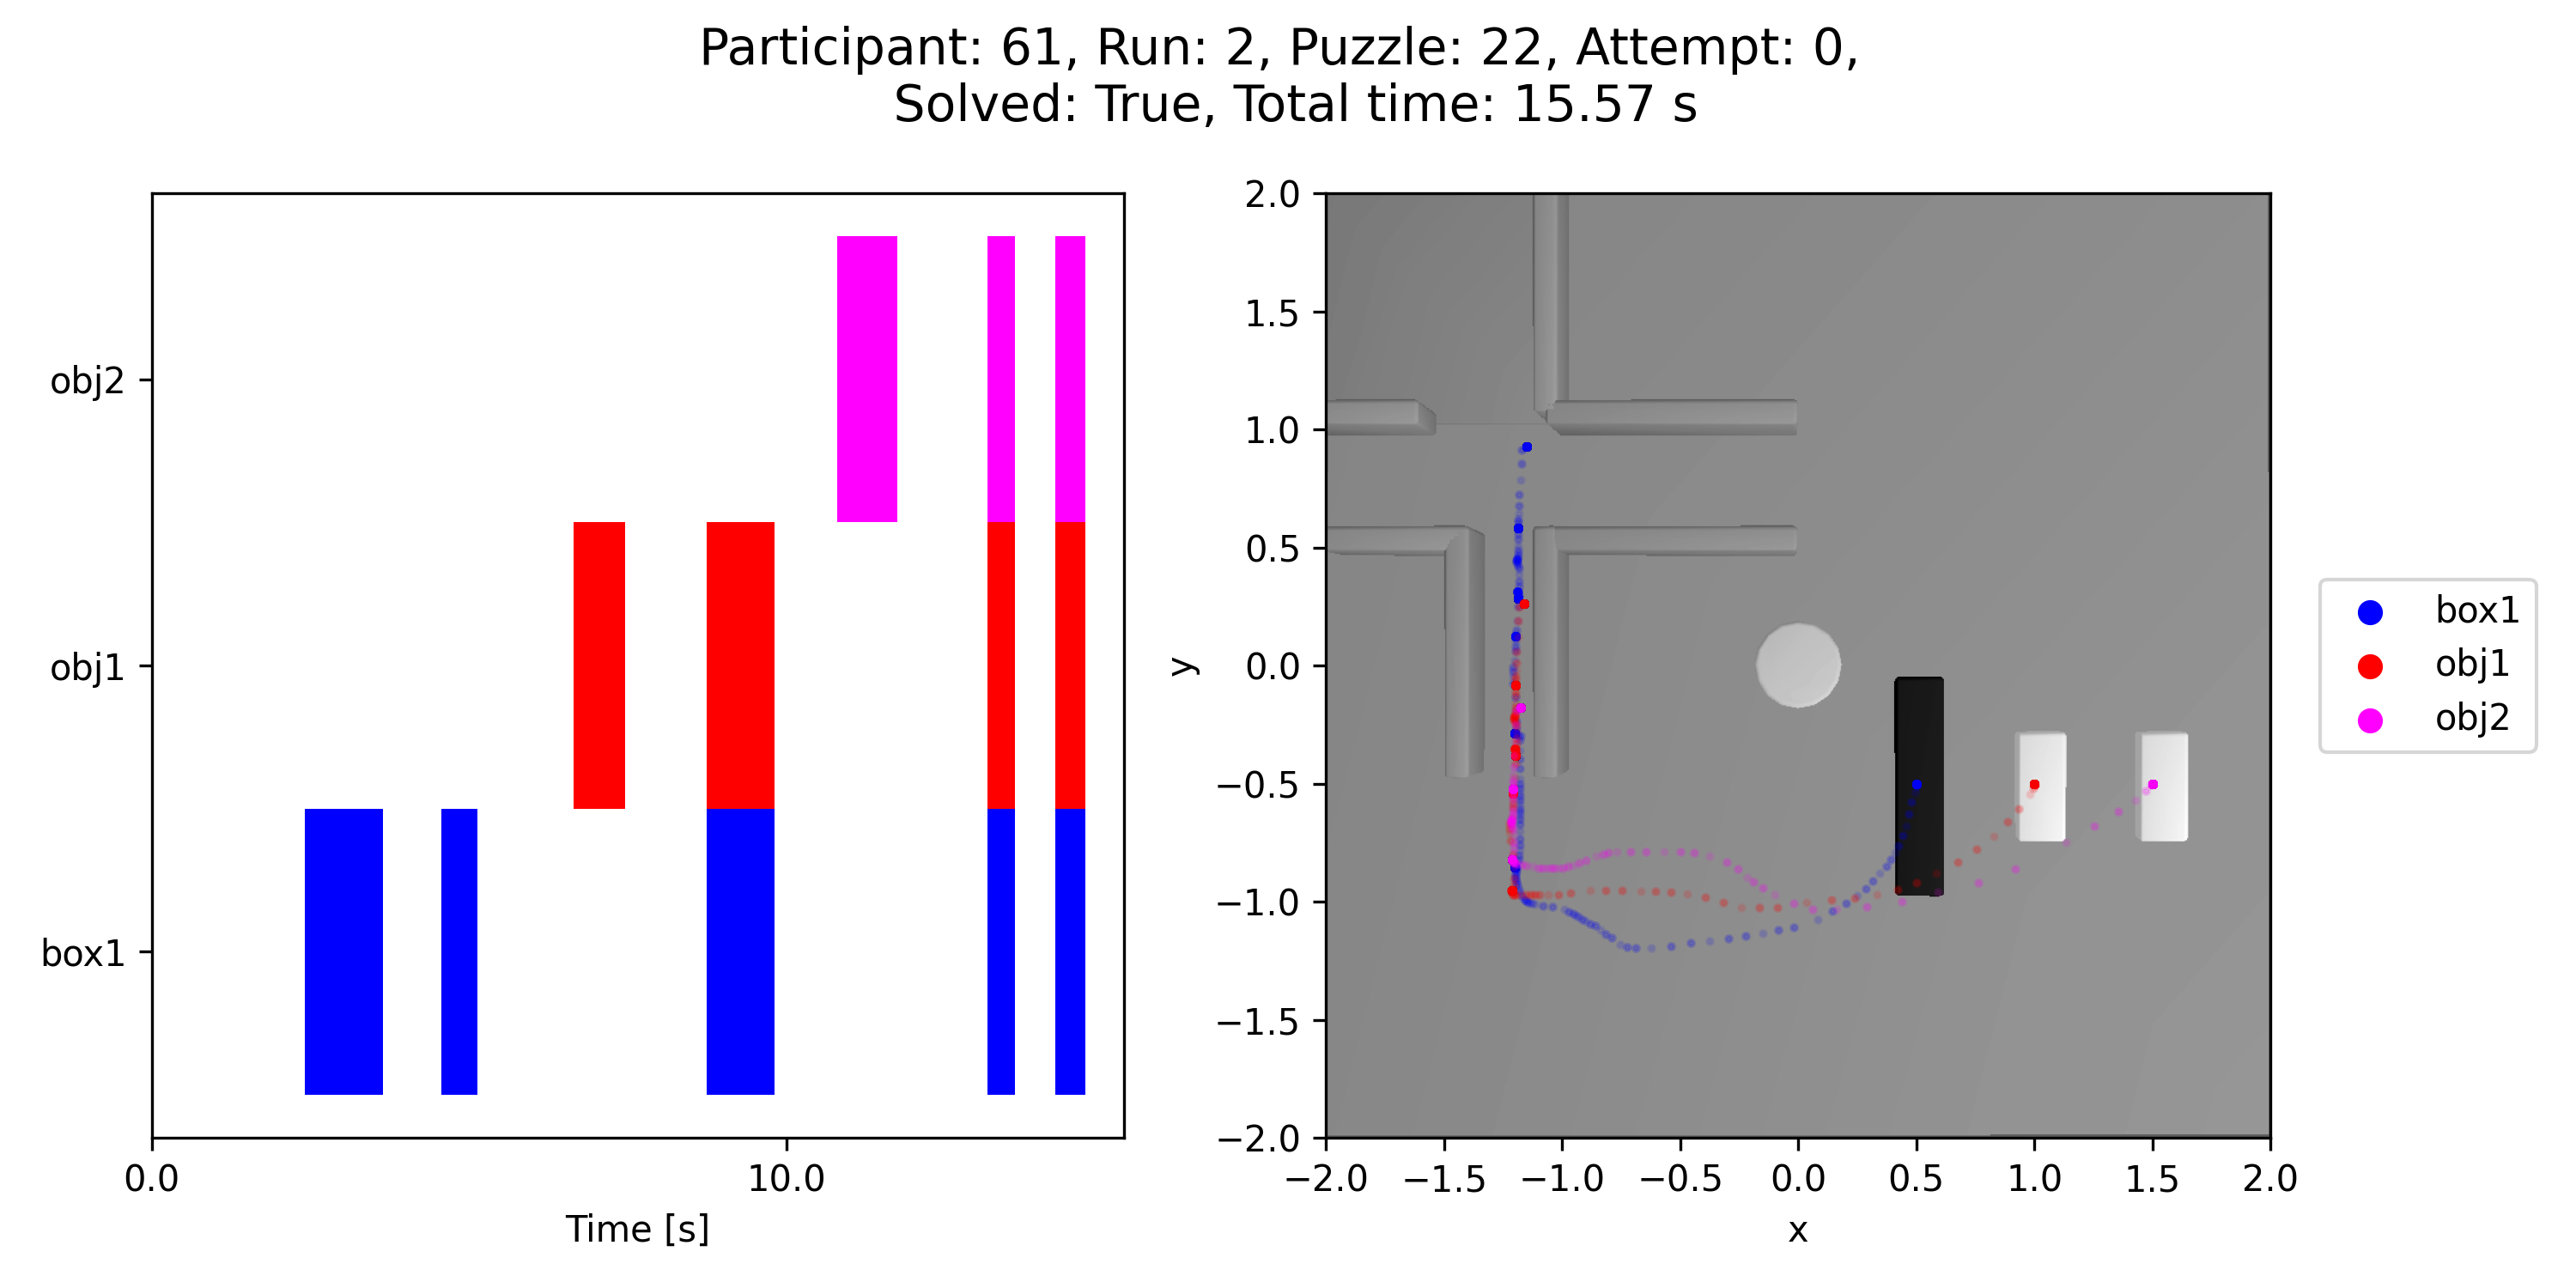 Participant: 61, Run: 2, Puzzle: 22, Attempt: 0,
Solved: True, Total time: 15.57 s
obj2
obj1
box1
0.0
10.0
Time [s]
2.0
1.5
1.0
0.5
0.0
−0.5
−1.0
−1.5
−2.0
y
−2.0
−1.5
−1.0
−0.5
0.0
0.5
1.0
1.5
2.0
x
box1
obj1
obj2